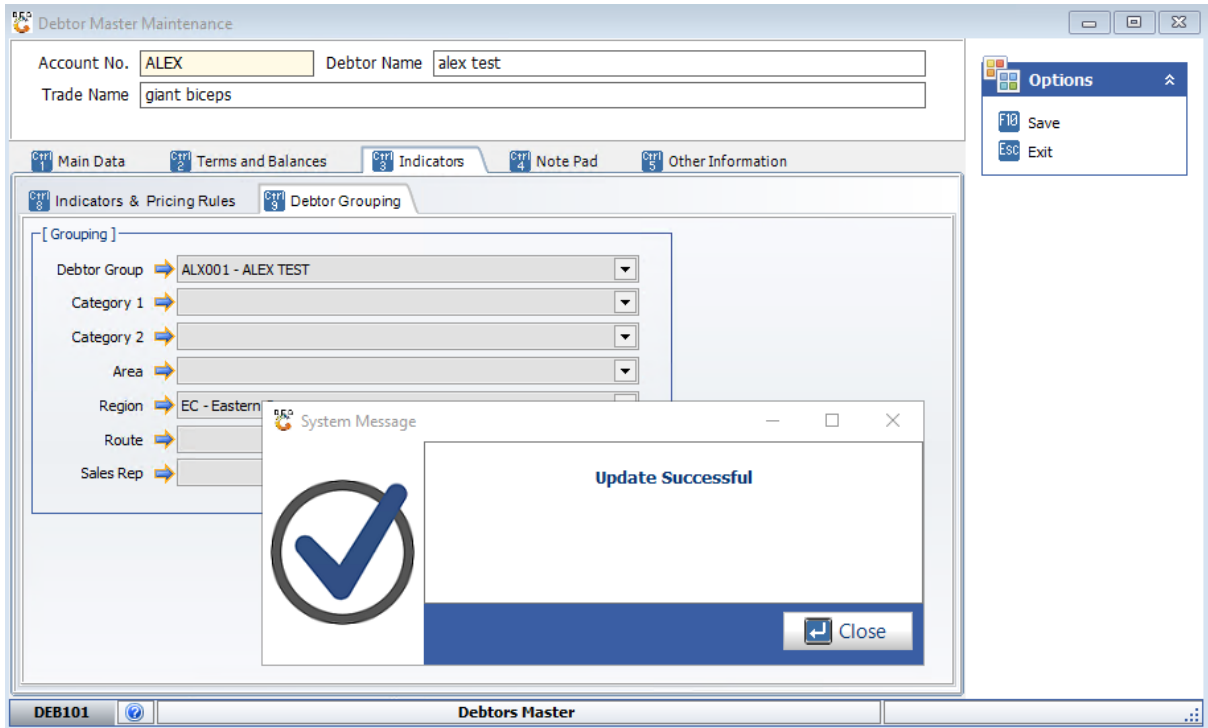 Debtor Master Maintenance
Account No. ALEX Debtor Name alex test
Trade Name giant biceps
Options
F10 Save
Esc Exit
Ctrl 1 Main Data Ctrl 2 Terms and Balances Ctrl 3 Indicators Ctrl 4 Note Pad Ctrl 5 Other Information
Ctrl 8 Indicators & Pricing Rules Ctrl 9 Debtor Grouping
[ Grouping ]
Debtor Group ALX001 - ALEX TEST
Category 1
Category 2
Area
Region EC - Eastern
Route
Sales Rep
System Message
Update Successful
Close
DEB101 Debtors Master